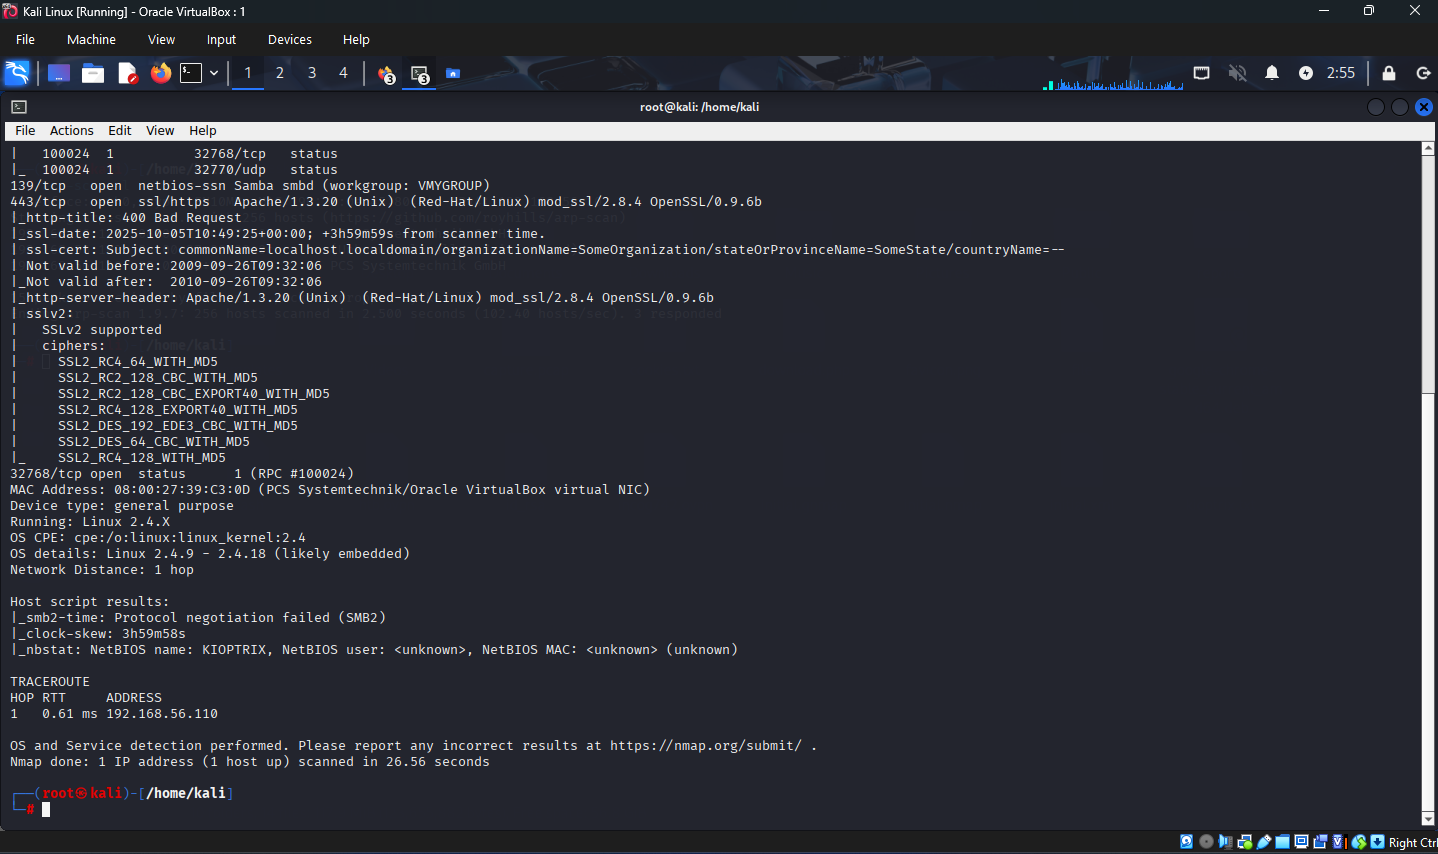 Kali Linux [Running] - Oracle VirtualBox : 1
File Machine View Input Devices Help
1 2 3 4 3 3 2:55
root@kali: /home/kali
File Actions Edit View Help
|   100024  1          32768/tcp   status
|_  100024  1          32770/udp   status
139/tcp   open  netbios-ssn Samba smbd (workgroup: VMYGROUP)
443/tcp   open  ssl/https   Apache/1.3.20 (Unix)  (Red-Hat/Linux) mod_ssl/2.8.4 OpenSSL/0.9.6b
|_http-title: 400 Bad Request
|_ssl-date: 2025-10-05T10:49:25+00:00; +3h59m59s from scanner time.
| ssl-cert: Subject: commonName=localhost.localdomain/organizationName=SomeOrganization/stateOrProvinceName=SomeState/countryName=--
| Not valid before: 2009-09-26T09:32:06
|_Not valid after:  2010-09-26T09:32:06
|_http-server-header: Apache/1.3.20 (Unix)  (Red-Hat/Linux) mod_ssl/2.8.4 OpenSSL/0.9.6b
| sslv2:
|   SSLv2 supported
|   ciphers:
|     SSL2_RC4_64_WITH_MD5
|     SSL2_RC2_128_CBC_WITH_MD5
|     SSL2_RC2_128_CBC_EXPORT40_WITH_MD5
|     SSL2_RC4_128_EXPORT40_WITH_MD5
|     SSL2_DES_192_EDE3_CBC_WITH_MD5
|     SSL2_DES_64_CBC_WITH_MD5
|_    SSL2_RC4_128_WITH_MD5
32768/tcp open  status      1 (RPC #100024)
MAC Address: 08:00:27:39:C3:0D (PCS Systemtechnik/Oracle VirtualBox virtual NIC)
Device type: general purpose
Running: Linux 2.4.X
OS CPE: cpe:/o:linux:linux_kernel:2.4
OS details: Linux 2.4.9 - 2.4.18 (likely embedded)
Network Distance: 1 hop
Host script results:
|_smb2-time: Protocol negotiation failed (SMB2)
|_clock-skew: 3h59m58s
|_nbstat: NetBIOS name: KIOPTRIX, NetBIOS user: <unknown>, NetBIOS MAC: <unknown> (unknown)
TRACEROUTE
HOP RTT     ADDRESS
1   0.61 ms 192.168.56.110
OS and Service detection performed. Please report any incorrect results at https://nmap.org/submit/ .
Nmap done: 1 IP address (1 host up) scanned in 26.56 seconds
┌──(root㉿kali)-[/home/kali]
└─#
Right Ctrl